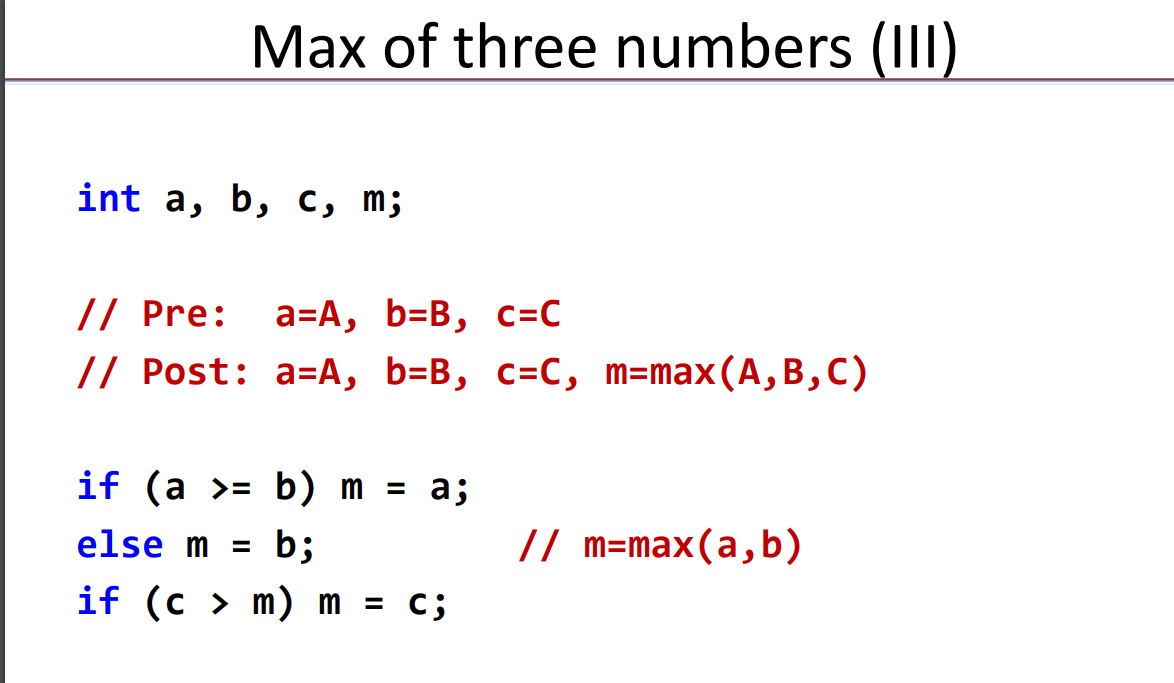 Max of three numbers (III)
int a, b, c, m;
// Pre:  a=A, b=B, c=C
// Post: a=A, b=B, c=C, m=max(A,B,C)
if (a >= b) m = a;
else m = b;         // m=max(a,b)
if (c > m) m = c;